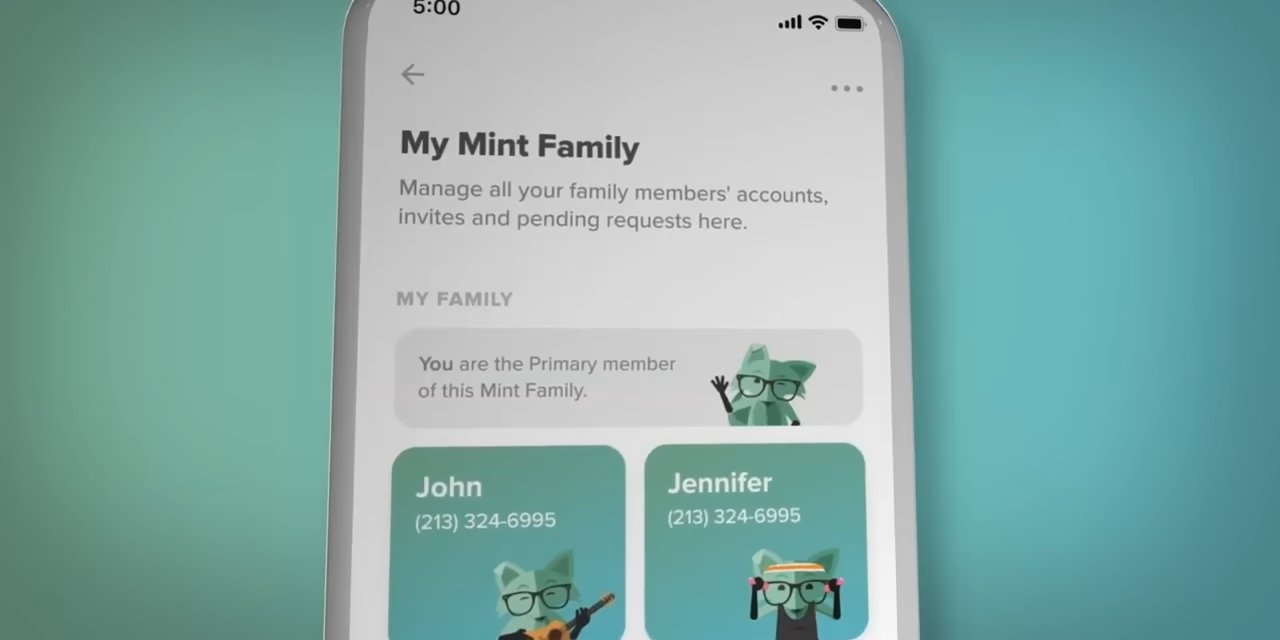 5:00
My Mint Family
Manage all your family members' accounts,
invites and pending requests here.
MY FAMILY
You are the Primary member
of this Mint Family.
John
(213) 324-6995
Jennifer
(213) 324-6995